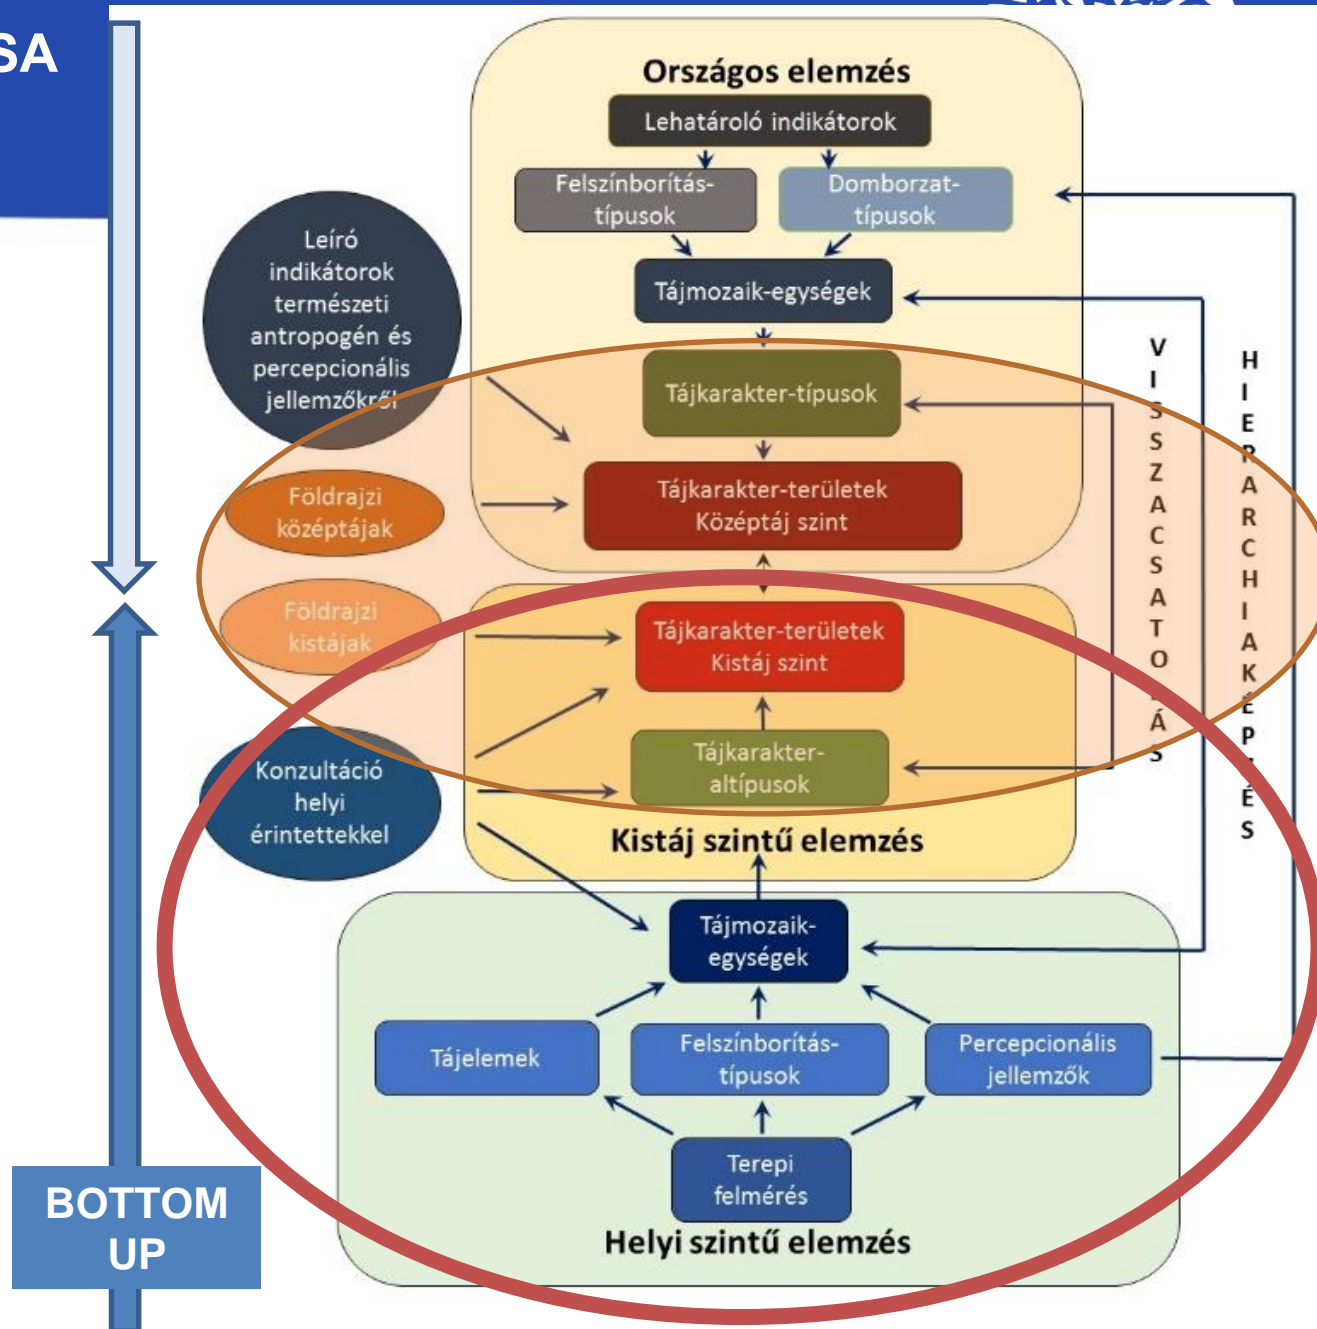 SA
Országos elemzés
Lehatároló indikátorok
Felszínborítás-
típusok
Domborzat-
típusok
Leíró
indikátorok
természeti
antropogén és
percepcionális
jellemzőkről
Tájmozaik-egységek
Tájkarakter-típusok
Földrajzi
középtájak
Tájkarakter-területek
Középtáj szint
Földrajzi
kistájak
Tájkarakter-területek
Kistáj szint
Konzultáció
helyi
érintettekkel
Tájkarakter-
altípusok
Kistáj szintű elemzés
VISSZACSATOLÁS
HIERARCHIAKÉPZÉS
Tájmozaik-
egységek
Tájelemek
Felszínborítás-
típusok
Percepcionális
jellemzők
Terepi
felmérés
Helyi szintű elemzés
BOTTOM
UP